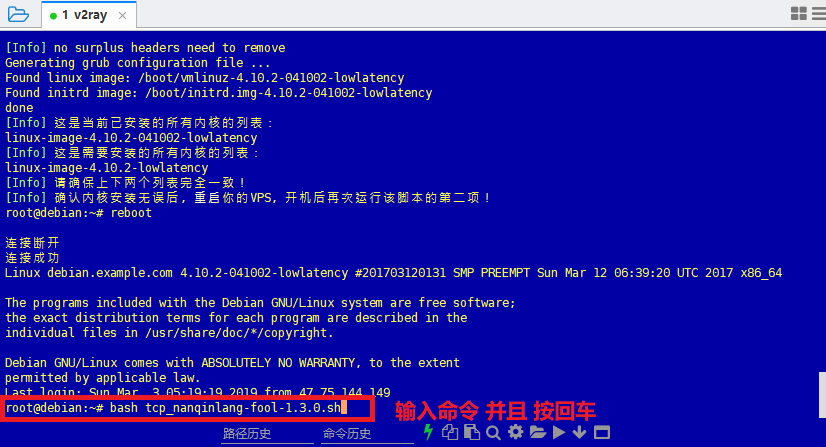 1 v2ray
[Info] no surplus headers need to remove
Generating grub configuration file ...
Found linux image: /boot/vmlinuz-4.10.2-041002-lowlatency
Found initrd image: /boot/initrd.img-4.10.2-041002-lowlatency
done
[Info] 这是当前已安装的所有内核的列表：
linux-image-4.10.2-041002-lowlatency
[Info] 这是需要安装的所有内核的列表：
linux-image-4.10.2-lowlatency
[Info] 请确保上下两个列表完全一致！
[Info] 确认内核安装无误后, 重启你的VPS, 开机后再次运行该脚本的第二项！
root@debian:~# reboot
连接断开
连接成功
Linux debian.example.com 4.10.2-041002-lowlatency #201703120131 SMP PREEMPT Sun Mar 12 06:39:20 UTC 2017 x86_64
The programs included with the Debian GNU/Linux system are free software;
the exact distribution terms for each program are described in the
individual files in /usr/share/doc/*/copyright.
Debian GNU/Linux comes with ABSOLUTELY NO WARRANTY, to the extent
permitted by applicable law.
Last login: Sun Mar  3 05:19:19 2019 from 47.75.144.149
root@debian:~# bash tcp_nanqinlang-fool-1.3.0.sh
输入命令 并且 按回车
路径历史 命令历史